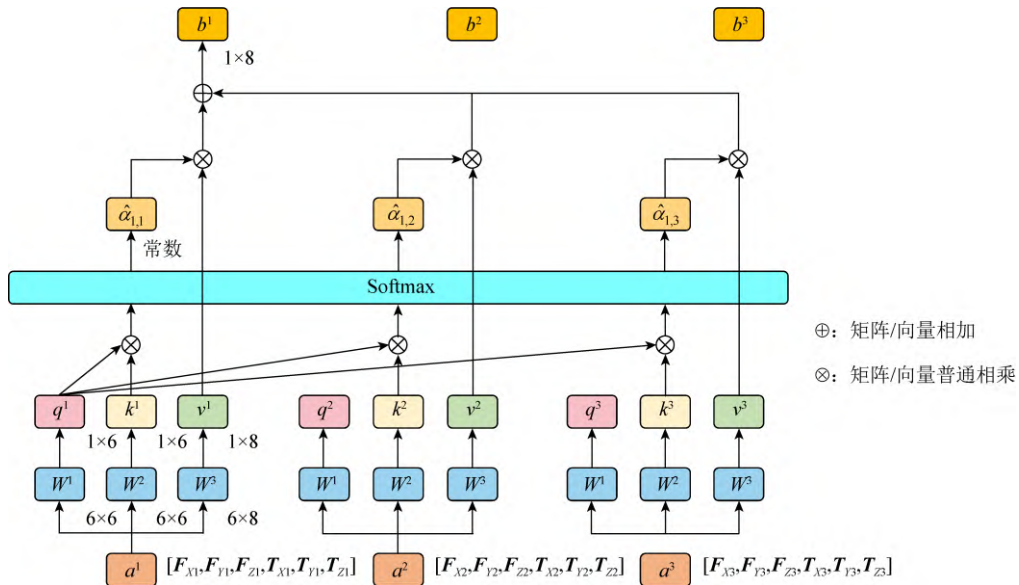 b¹ b² b³
1×8
⊕
⊗ ⊗ ⊗
α̂₁,₁ α̂₁,₂ α̂₁,₃
常数
Softmax
⊕：矩阵/向量相加
⊗ ⊗ ⊗
⊗：矩阵/向量普通相乘
q¹ k¹ v¹ q² k² v² q³ k³ v³
1×6 1×6 1×8
W¹ W² W³ W¹ W² W³ W¹ W² W³
6×6 6×6 6×8
a¹ [F_X1,F_Y1,F_Z1,T_X1,T_Y1,T_Z1] a² [F_X2,F_Y2,F_Z2,T_X2,T_Y2,T_Z2] a³ [F_X3,F_Y3,F_Z3,T_X3,T_Y3,T_Z3]